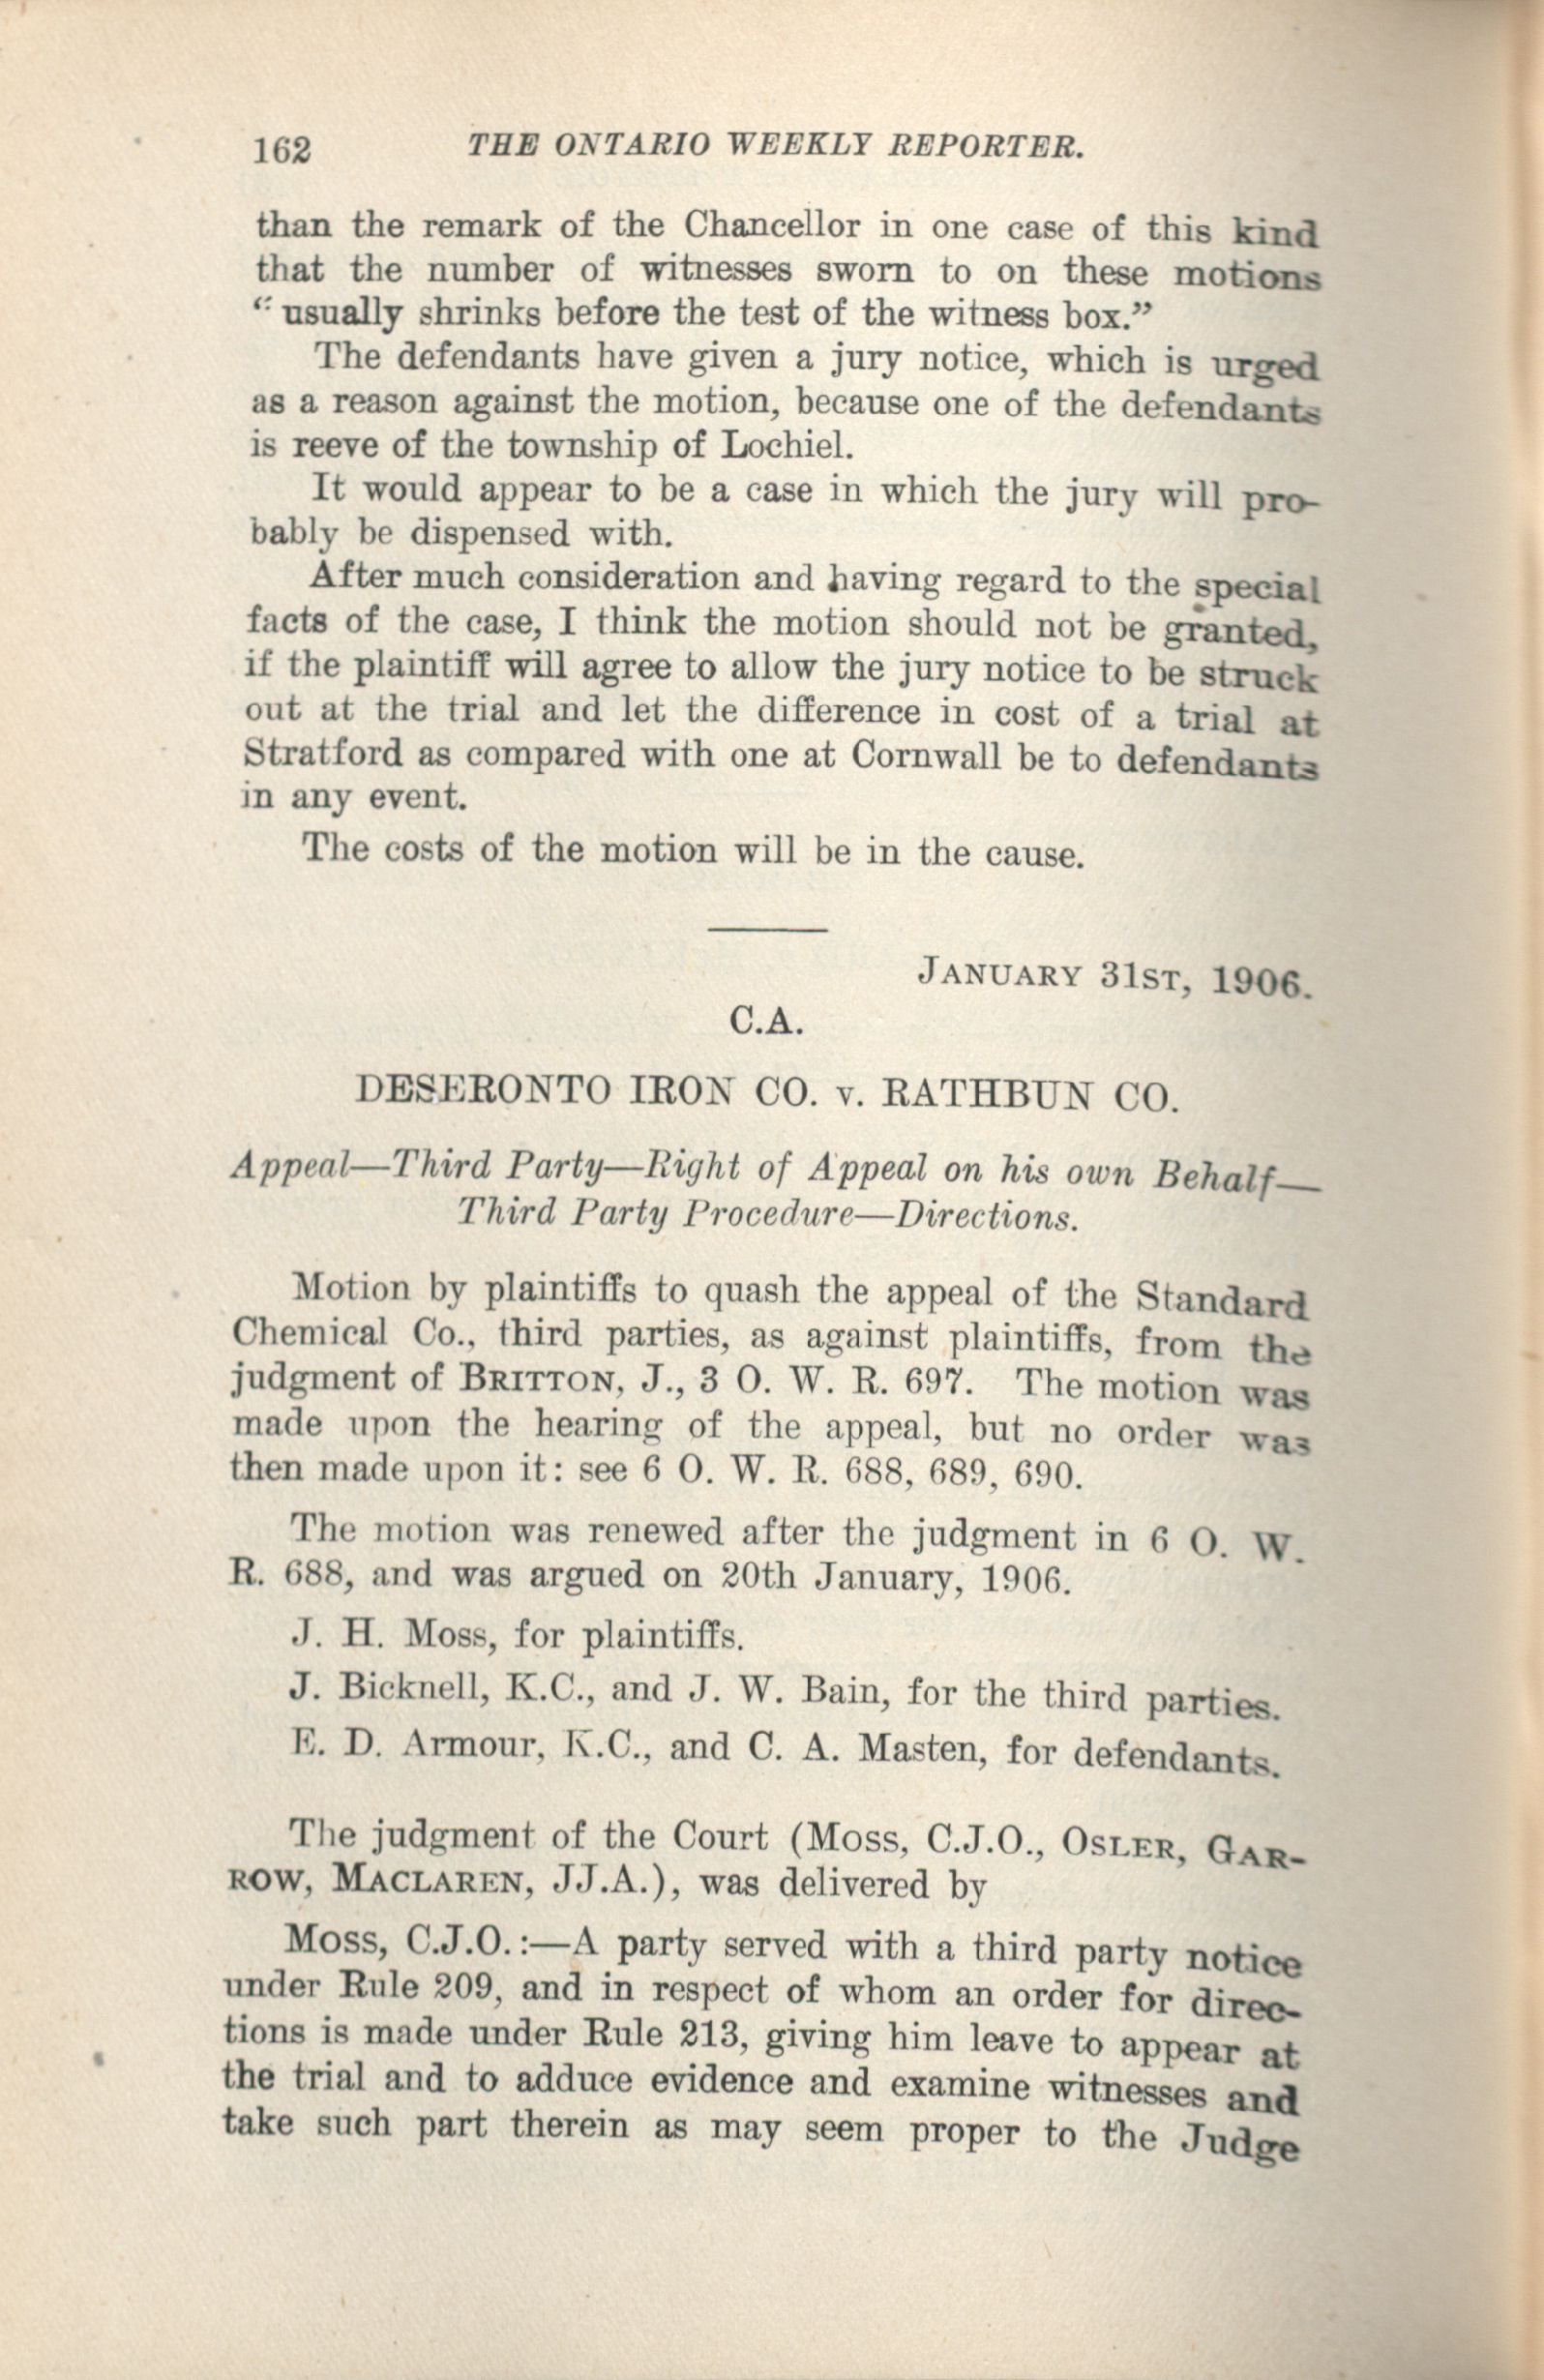 162 THE ONTARIO WEEKLY REPORTER.
than the remark of the Chancellor in one case of this kind
that the number of witnesses sworn to on these motions
“usually shrinks before the test of the witness box.”
The defendants have given a jury notice, which is urged
as a reason against the motion, because one of the defendants
is reeve of the township of Lochiel.
It would appear to be a case in which the jury will pro-
bably be dispensed with.
After much consideration and having regard to the special
facts of the case, I think the motion should not be granted,
if the plaintiff will agree to allow the jury notice to be struck
out at the trial and let the difference in cost of a trial at
Stratford as compared with one at Cornwall be to defendants
in any event.
The costs of the motion will be in the cause.
JANUARY 31ST, 1906.
C.A.
DESERONTO IRON CO. v. RATHBUN CO.
Appeal—Third Party—Right of Appeal on his own Behalf—
Third Party Procedure—Directions.
Motion by plaintiffs to quash the appeal of the Standard
Chemical Co., third parties, as against plaintiffs, from the
judgment of BRITTON, J., 3 O. W. R. 697. The motion was
made upon the hearing of the appeal, but no order was
then made upon it: see 6 O. W. R. 688, 689, 690.
The motion was renewed after the judgment in 6 O. W.
R. 688, and was argued on 20th January, 1906.
J. H. Moss, for plaintiffs.
J. Bicknell, K.C., and J. W. Bain, for the third parties.
E. D. Armour, K.C., and C. A. Masten, for defendants.
The judgment of the Court (MOSS, C.J.O., OSLER, GAR-
ROW, MACLAREN, JJ.A.), was delivered by
MOSS, C.J.O.:—A party served with a third party notice
under Rule 209, and in respect of whom an order for direc-
tions is made under Rule 213, giving him leave to appear at
the trial and to adduce evidence and examine witnesses and
take such part therein as may seem proper to the Judge